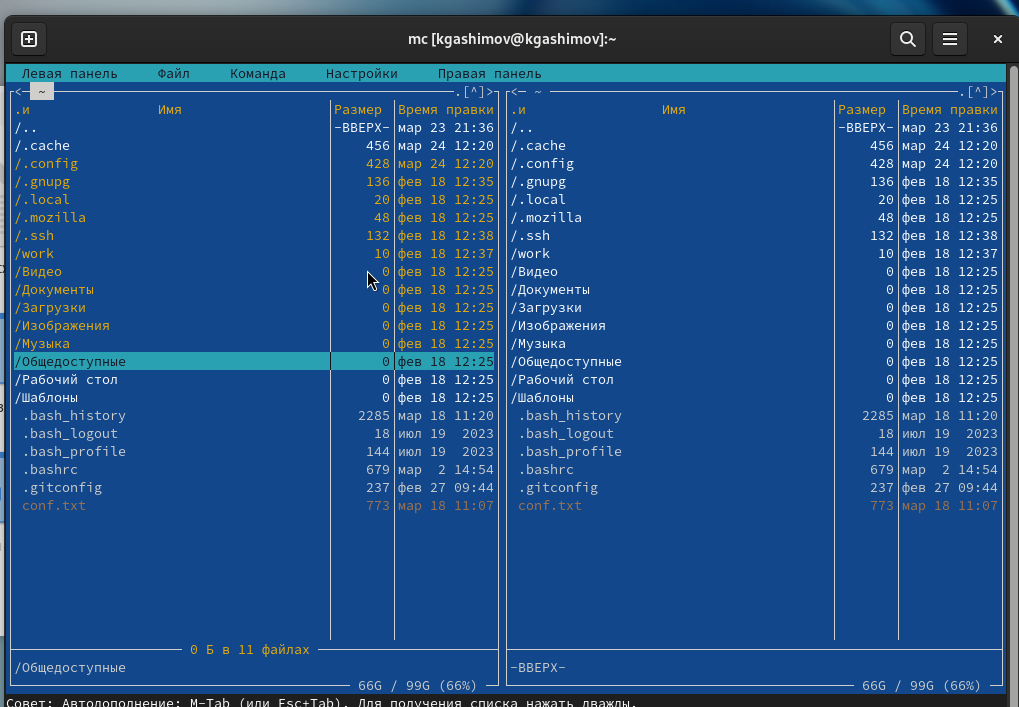 mc [kgashimov@kgashimov]:~
Левая панель Файл Команда Настройки Правая панель
<─ ~ .[^]> <─ ~ .[^]>
.и Имя Размер Время правки .и Имя Размер Время правки
/.. -ВВЕРХ- мар 23 21:36 /.. -ВВЕРХ- мар 23 21:36
/.cache 456 мар 24 12:20 /.cache 456 мар 24 12:20
/.config 428 мар 24 12:20 /.config 428 мар 24 12:20
/.gnupg 136 фев 18 12:35 /.gnupg 136 фев 18 12:35
/.local 20 фев 18 12:25 /.local 20 фев 18 12:25
/.mozilla 48 фев 18 12:25 /.mozilla 48 фев 18 12:25
/.ssh 132 фев 18 12:38 /.ssh 132 фев 18 12:38
/work 10 фев 18 12:37 /work 10 фев 18 12:37
/Видео 0 фев 18 12:25 /Видео 0 фев 18 12:25
/Документы 0 фев 18 12:25 /Документы 0 фев 18 12:25
/Загрузки 0 фев 18 12:25 /Загрузки 0 фев 18 12:25
/Изображения 0 фев 18 12:25 /Изображения 0 фев 18 12:25
/Музыка 0 фев 18 12:25 /Музыка 0 фев 18 12:25
/Общедоступные 0 фев 18 12:25 /Общедоступные 0 фев 18 12:25
/Рабочий стол 0 фев 18 12:25 /Рабочий стол 0 фев 18 12:25
/Шаблоны 0 фев 18 12:25 /Шаблоны 0 фев 18 12:25
.bash_history 2285 мар 18 11:20 .bash_history 2285 мар 18 11:20
.bash_logout 18 июл 19 2023 .bash_logout 18 июл 19 2023
.bash_profile 144 июл 19 2023 .bash_profile 144 июл 19 2023
.bashrc 679 мар 2 14:54 .bashrc 679 мар 2 14:54
.gitconfig 237 фев 27 09:44 .gitconfig 237 фев 27 09:44
conf.txt 773 мар 18 11:07 conf.txt 773 мар 18 11:07
0 Б в 11 файлах
/Общедоступные -ВВЕРХ-
66G / 99G (66%) 66G / 99G (66%)
Совет: Автодополнение: M-Tab (или Esc+Tab). Для получения списка нажать дважды.